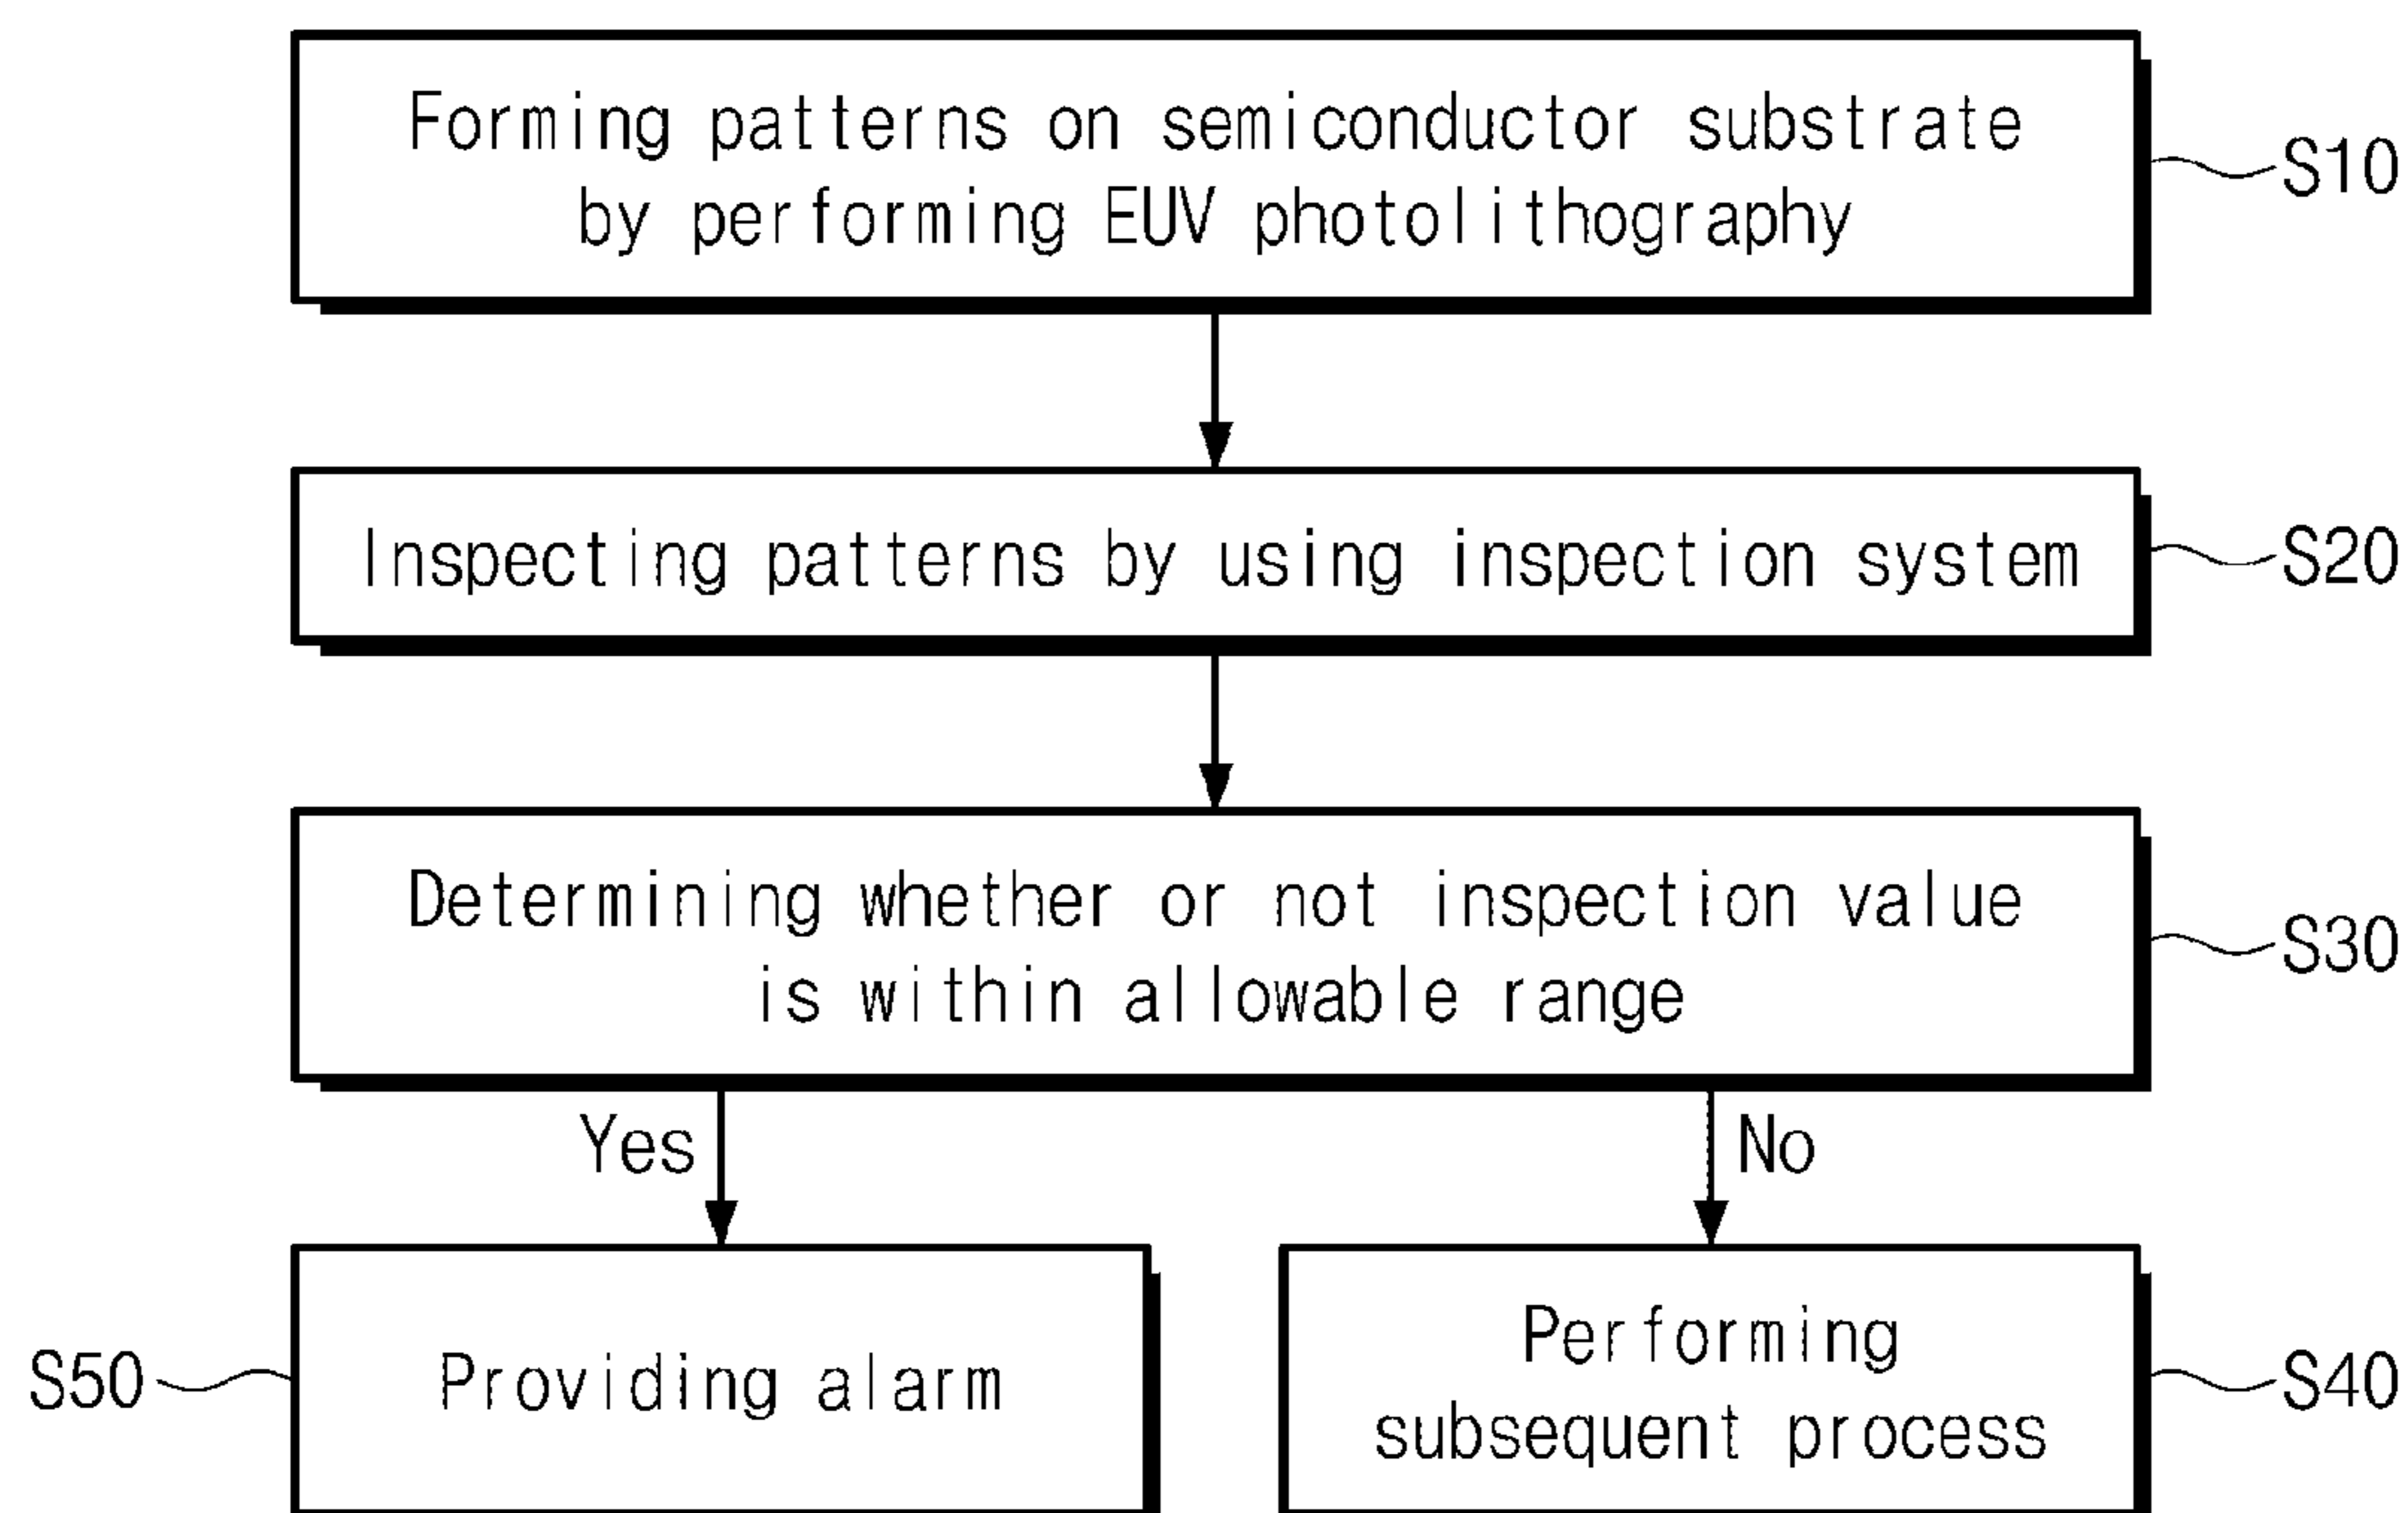 Forming patterns on semiconductor substrate
by performing EUV photolithography
S10
Inspecting patterns by using inspection system
S20
Determining whether or not inspection value
is within allowable range
S30
Yes
No
S50
Providing alarm
Performing
subsequent process
S40